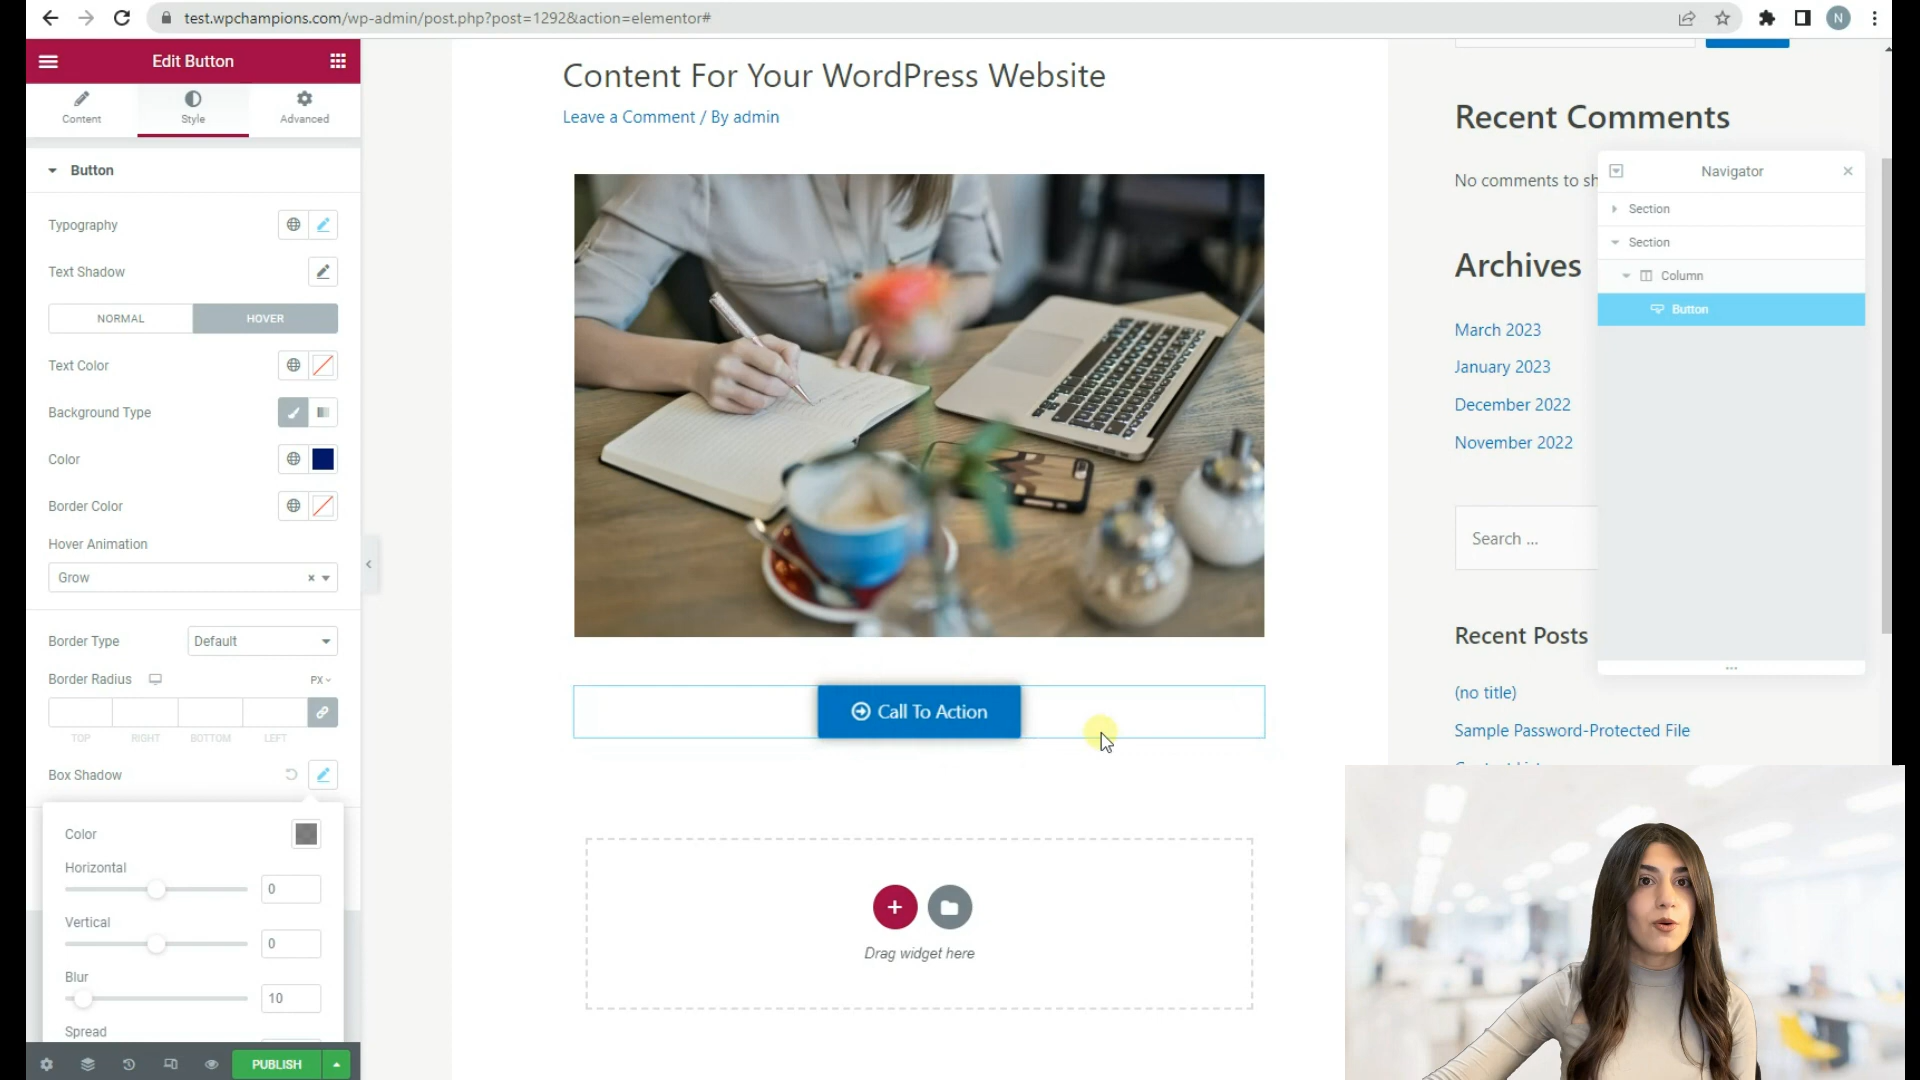 test.wpchampions.com/wp-admin/post.php?post=1292&action=elementor#
N
Edit Button
Content
Style
Advanced
Button
Typography
Text Shadow
NORMAL
HOVER
Text Color
Background Type
Color
Border Color
Hover Animation
Grow
Border Type
Default
Border Radius
PX
TOP
RIGHT
BOTTOM
LEFT
Box Shadow
Color
Horizontal
0
Vertical
0
Blur
10
Spread
PUBLISH
Content For Your WordPress Website
Leave a Comment / By admin
Call To Action
Drag widget here
Recent Comments
No comments to sh
Archives
March 2023
January 2023
December 2022
November 2022
Search ...
Recent Posts
(no title)
Sample Password-Protected File
Navigator
Section
Section
Column
Button